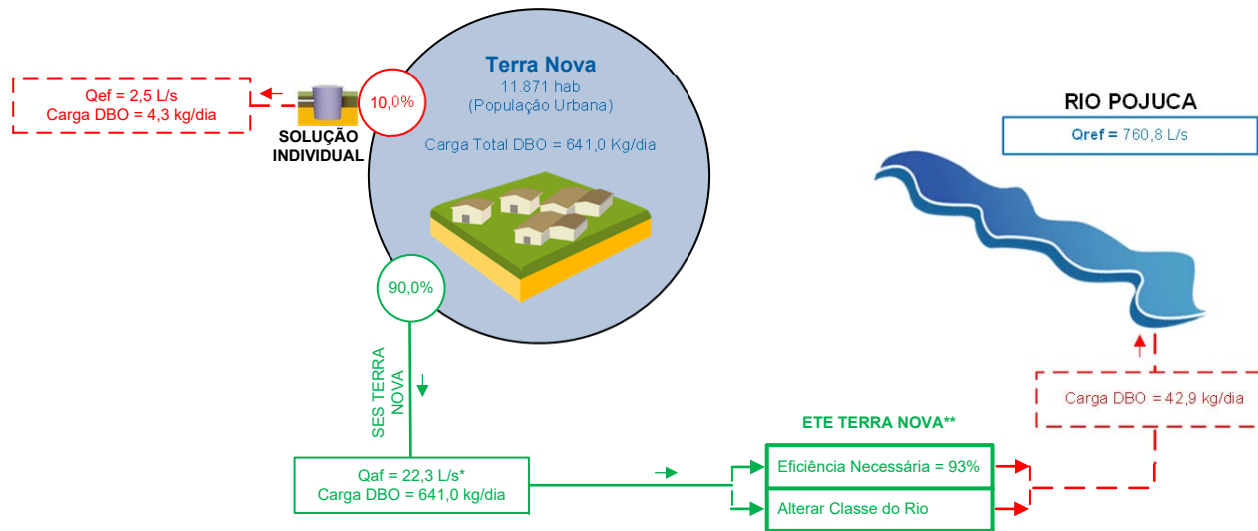 Terra Nova
11.871 hab
(População Urbana)
Carga Total DBO = 641,0 Kg/dia
10,0%
Qef = 2,5 L/s
Carga DBO = 4,3 kg/dia
SOLUÇÃO
INDIVIDUAL
RIO POJUCA
Qref = 760,8 L/s
90,0%
SES TERRA
NOVA
Qaf = 22,3 L/s*
Carga DBO = 641,0 kg/dia
ETE TERRA NOVA**
Eficiência Necessária = 93%
Alterar Classe do Rio
Carga DBO = 42,9 kg/dia